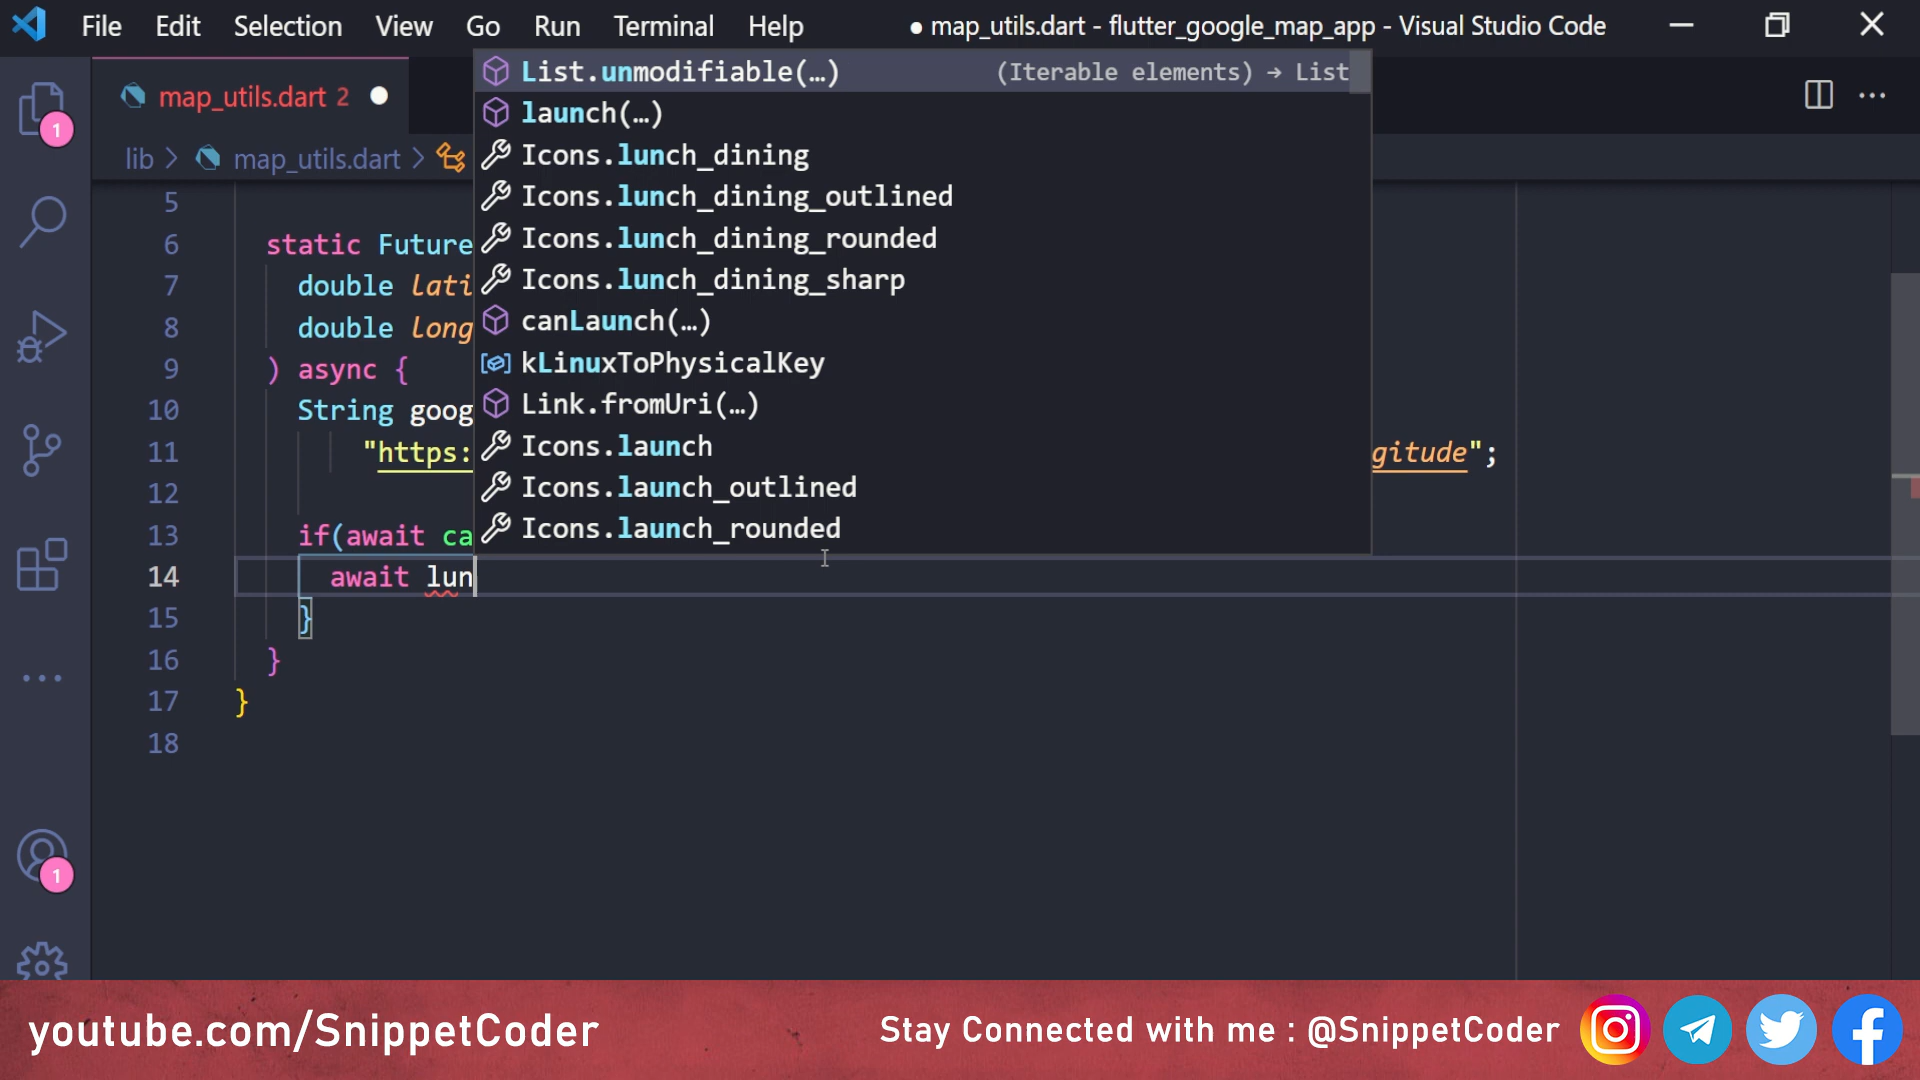 File Edit Selection View Go Run Terminal Help ● map_utils.dart - flutter_google_map_app - Visual Studio Code
map_utils.dart 2 ●
lib > map_utils.dart >
List.unmodifiable(…) (Iterable elements) → List
launch(…)
Icons.lunch_dining
Icons.lunch_dining_outlined
Icons.lunch_dining_rounded
Icons.lunch_dining_sharp
canLaunch(…)
kLinuxToPhysicalKey
Link.fromUri(…)
Icons.launch
Icons.launch_outlined
Icons.launch_rounded
5
6 static Future
7 double lati
8 double long
9 ) async {
10 String goog
11 "https: gitude";
12
13 if(await ca
14 await lun
15 }
16 }
17 }
18
1
1
youtube.com/SnippetCoder
Stay Connected with me : @SnippetCoder